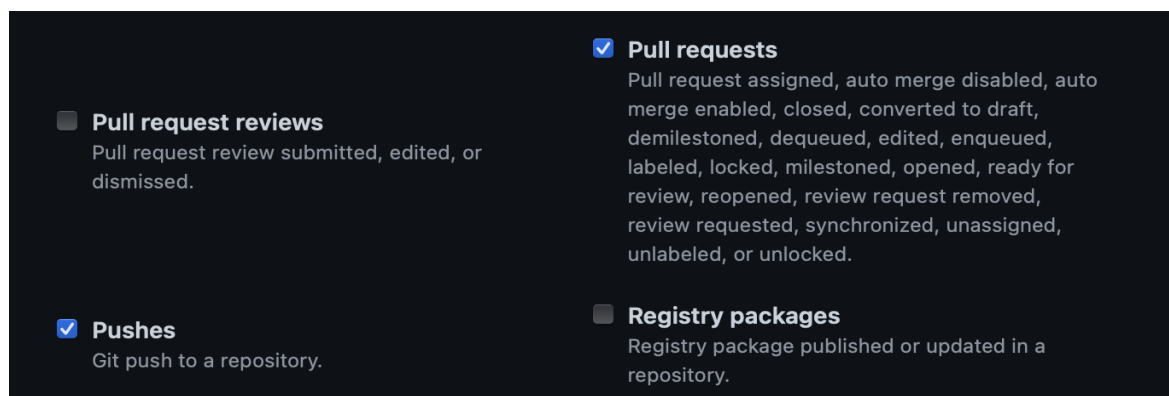 Pull requests
Pull request assigned, auto merge disabled, auto
merge enabled, closed, converted to draft,
demilestoned, dequeued, edited, enqueued,
labeled, locked, milestoned, opened, ready for
review, reopened, review request removed,
review requested, synchronized, unassigned,
unlabeled, or unlocked.
Pull request reviews
Pull request review submitted, edited, or
dismissed.
Registry packages
Registry package published or updated in a
repository.
Pushes
Git push to a repository.